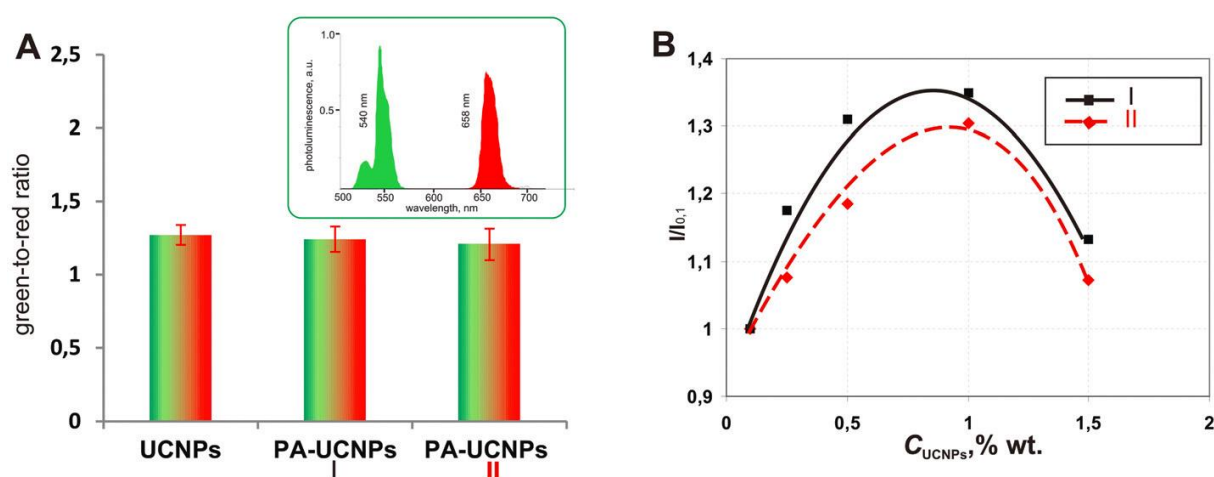 A
2,5
2
1,5
1
0,5
0
green-to-red ratio
UCNPs
PA-UCNPs
I
PA-UCNPs
II
1.0
0.5
photoluminescence, a.u.
540 nm
658 nm
500
550
600
650
700
wavelength, nm
B
1,4
1,3
1,2
1,1
1
0,9
I/I0,1
I
II
0
0,5
1
1,5
2
CUCNPs,% wt.